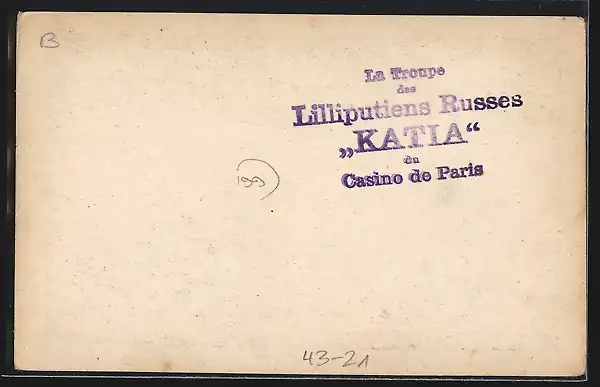 B
La Troupe
des
Lilliputiens Russes
„KATIA“
du
Casino de Paris
199
43-21